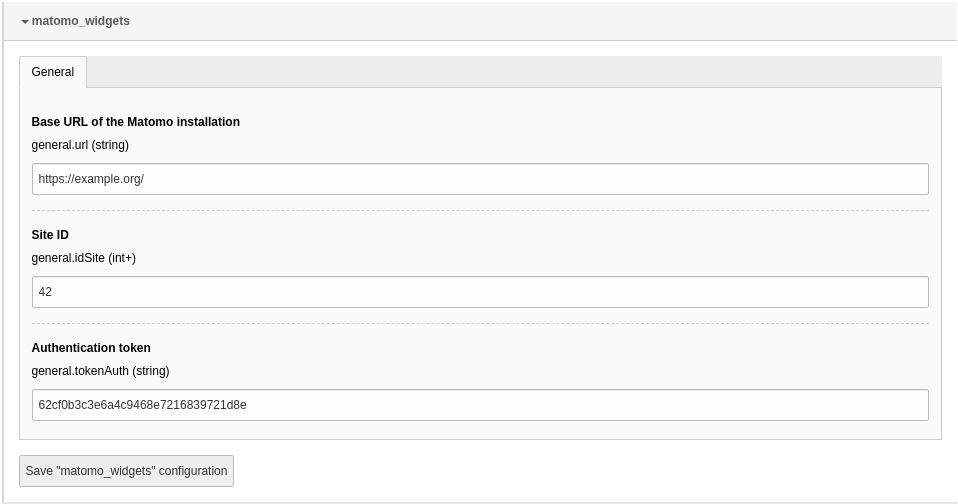 matomo_widgets
General
Base URL of the Matomo installation
general.url (string)
https://example.org/
Site ID
general.idSite (int+)
42
Authentication token
general.tokenAuth (string)
62cf0b3c3e6a4c9468e7216839721d8e
Save "matomo_widgets" configuration